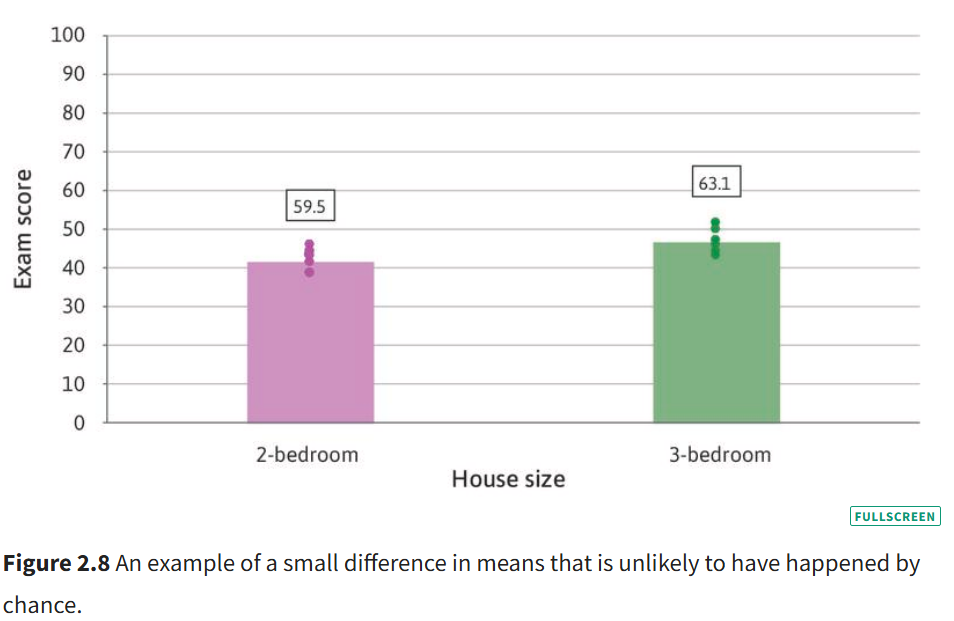 100
90
80
70
60
50
40
30
20
10
0
Exam score
59.5
63.1
2-bedroom
3-bedroom
House size
FULLSCREEN
Figure 2.8 An example of a small difference in means that is unlikely to have happened by
chance.